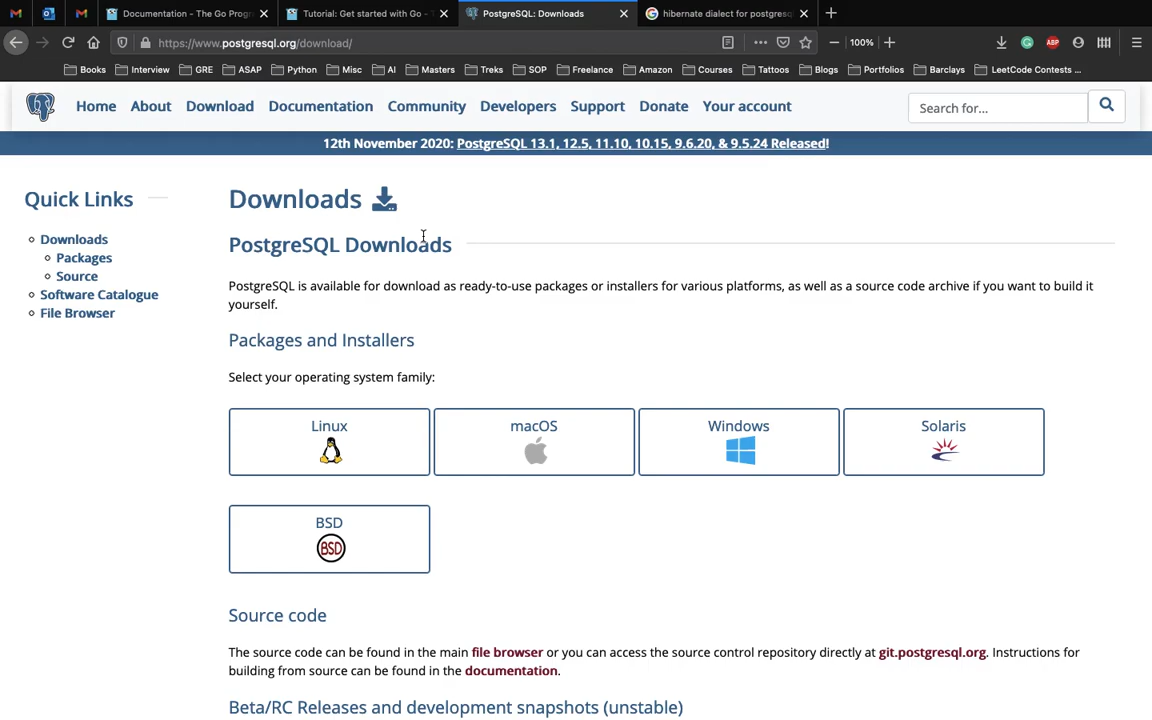 Documentation - The Go Progr
Tutorial: Get started with Go -
PostgreSQL: Downloads
hibernate dialect for postgres
https://www.postgresql.org/download/
100%
ABP
Books
Interview
GRE
ASAP
Python
Misc
AI
Masters
Treks
SOP
Freelance
Amazon
Courses
Tattoos
Blogs
Portfolios
Barclays
LeetCode Contests ...
Home
About
Download
Documentation
Community
Developers
Support
Donate
Your account
Search for...
12th November 2020: PostgreSQL 13.1, 12.5, 11.10, 10.15, 9.6.20, & 9.5.24 Released!
Quick Links
Downloads
Packages
Source
Software Catalogue
File Browser
Downloads
PostgreSQL Downloads
PostgreSQL is available for download as ready-to-use packages or installers for various platforms, as well as a source code archive if you want to build it
yourself.
Packages and Installers
Select your operating system family:
Linux
macOS
Windows
Solaris
BSD
BSD
Source code
The source code can be found in the main file browser or you can access the source control repository directly at git.postgresql.org. Instructions for
building from source can be found in the documentation.
Beta/RC Releases and development snapshots (unstable)